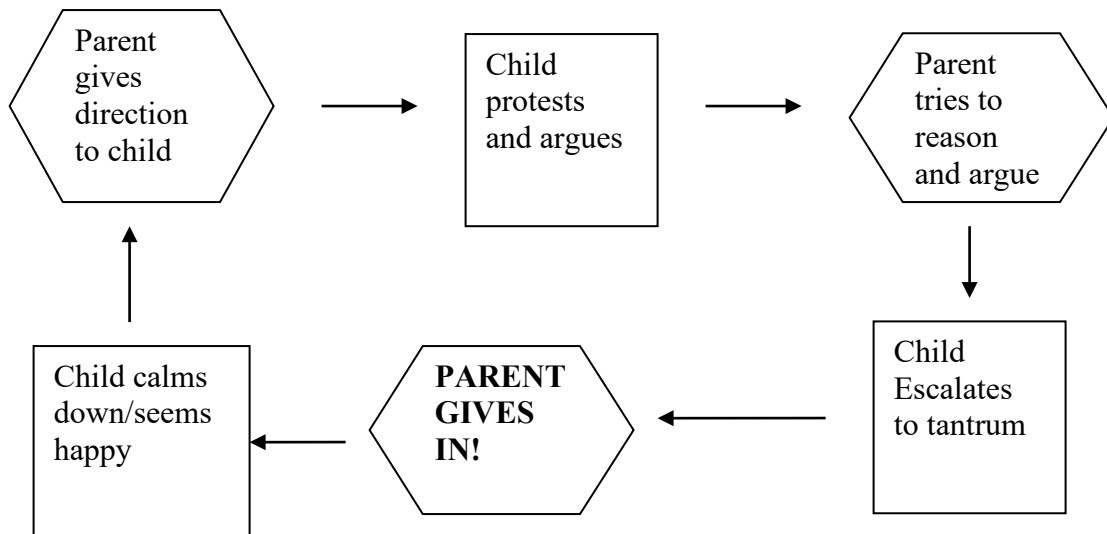 Parent
gives
direction
to child
Child
protests
and argues
Parent
tries to
reason
and argue
Child
Escalates
to tantrum
PARENT
GIVES
IN!
Child calms
down/seems
happy